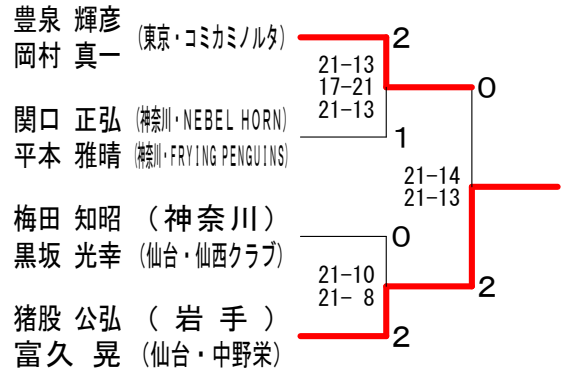 豊泉 輝彦
岡村 真一
(東京・コミカミノルタ)
2
21-13
17-21
21-13
0
関口 正弘 (神奈川・NEBEL HORN)
平本 雅晴 (神奈川・FRYING PENGUINS)
1
21-14
21-13
梅田 知昭 (神奈川)
黒坂 光幸 (仙台・仙西クラブ)
0
21-10
21- 8
2
猪股 公弘 (岩手)
富久 晃 (仙台・中野栄)
2